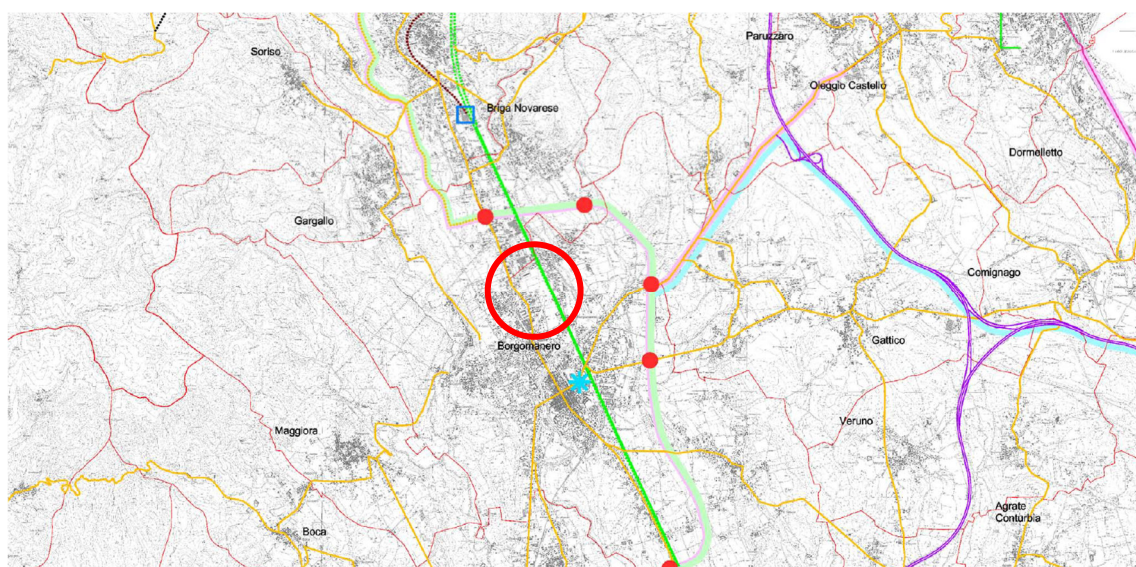 Paruzzaro
Soriso
Oleggio Castello
Briga Novarese
Dormelletto
Gargallo
Comignago
Gattico
Borgomanero
Veruno
Maggiora
Agrate
Conturbia
Boca